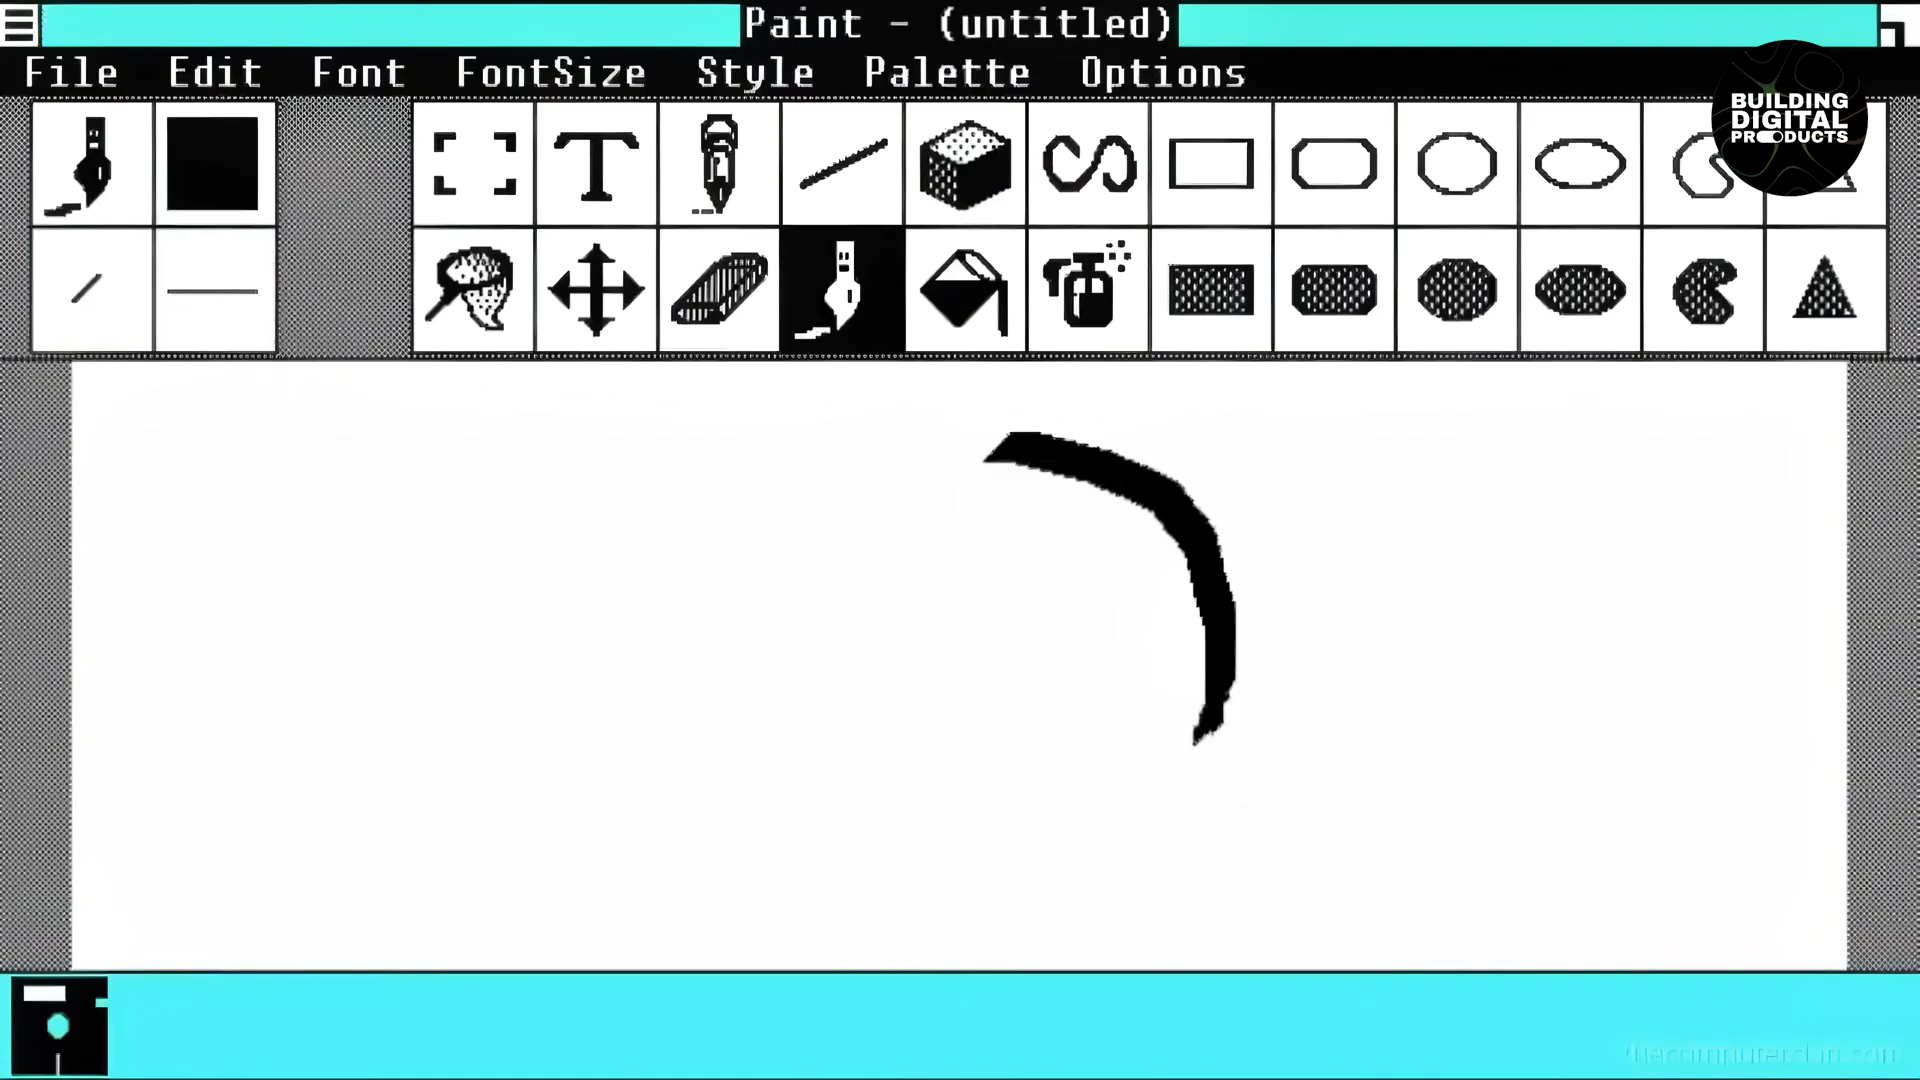 Paint - (untitled)
File Edit Font FontSize Style Palette Options
BUILDING
DIGITAL
PRODUCTS